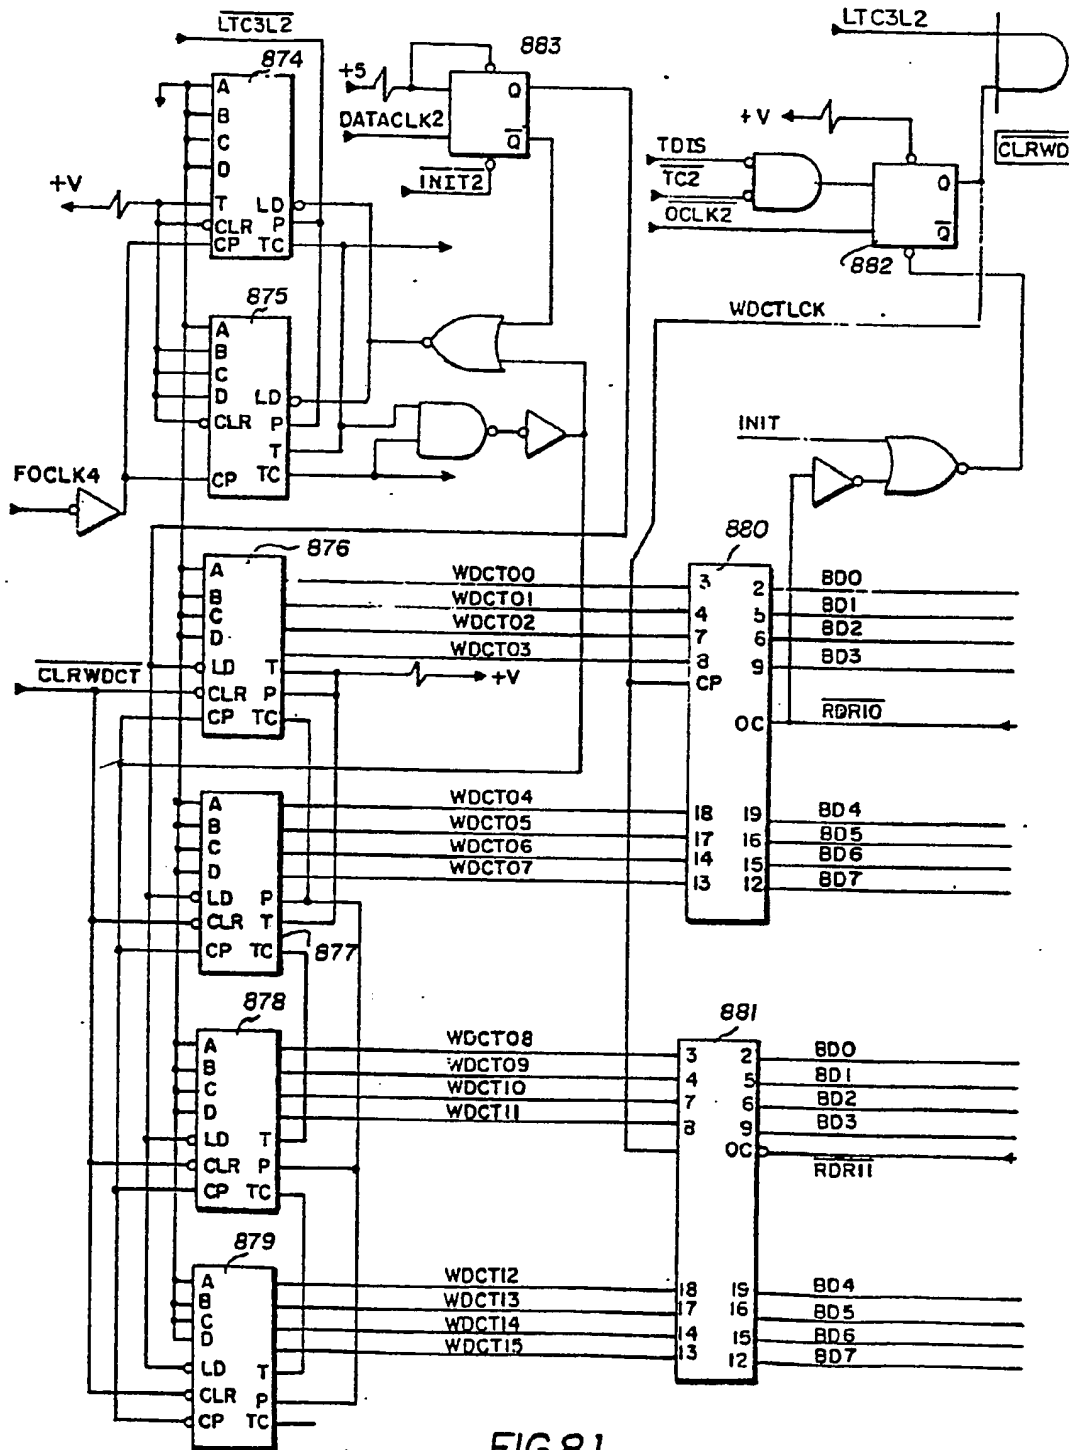 LTC3L2
874
A
B
C
D
T
CLR
CP
LD
P
TC
+V
+5
883
DATACLK2
Q
Q
INIT2
LTC3L2
+V
TDIS
TC2
OCLK2
Q
Q
882
CLRWD
875
A
B
C
D
CLR
CP
LD
P
T
TC
FOCLK4
WDCTLCK
INIT
876
A
B
C
D
LD
CLR
CP
T
P
TC
+V
CLRWDCT
WDCT00
WDCT01
WDCT02
WDCT03
880
3
4
7
8
CP
2
5
6
9
OC
BD0
BD1
BD2
BD3
RDR10
A
B
C
D
LD
CLR
CP
P
T
TC
877
WDCT04
WDCT05
WDCT06
WDCT07
18
17
14
13
19
16
15
12
BD4
BD5
BD6
BD7
878
A
B
C
D
LD
CLR
CP
T
P
TC
WDCT08
WDCT09
WDCT10
WDCT11
881
3
4
7
8
2
5
6
9
OC
BD0
BD1
BD2
BD3
RDR11
879
A
B
C
D
LD
CLR
CP
T
P
TC
WDCT12
WDCT13
WDCT14
WDCT15
18
17
14
13
19
16
15
12
BD4
BD5
BD6
BD7
FIG.81